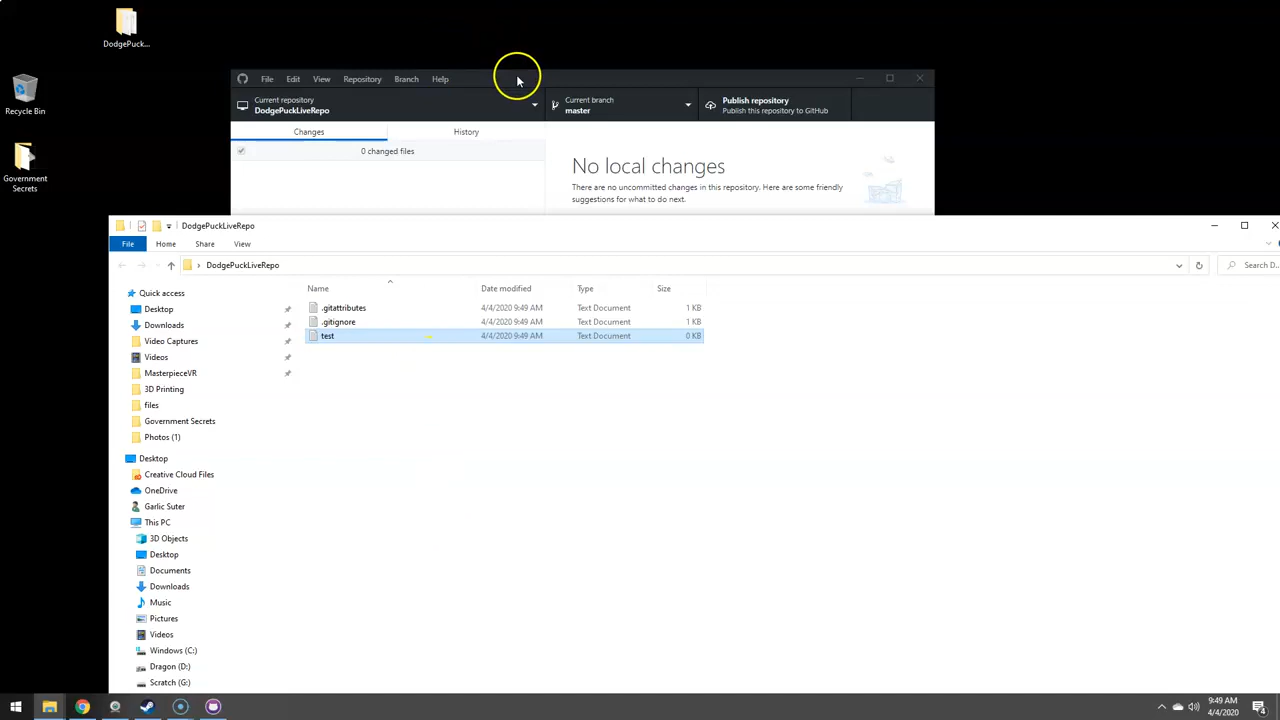 DodgePuck...
Recycle Bin
Government
Secrets
File Edit View Repository Branch Help
Current repository
DodgePuckLiveRepo
Current branch
master
Publish repository
Publish this repository to GitHub
Changes History
0 changed files
No local changes
There are no uncommitted changes in this repository. Here are some friendly
suggestions for what to do next.
DodgePuckLiveRepo
File Home Share View
DodgePuckLiveRepo
Search D...
Name Date modified Type Size
.gitattributes 4/4/2020 9:49 AM Text Document 1 KB
.gitignore 4/4/2020 9:49 AM Text Document 1 KB
test 4/4/2020 9:49 AM Text Document 0 KB
Quick access
Desktop
Downloads
Video Captures
Videos
MasterpieceVR
3D Printing
files
Government Secrets
Photos (1)
Desktop
Creative Cloud Files
OneDrive
Garlic Suter
This PC
3D Objects
Desktop
Documents
Downloads
Music
Pictures
Videos
Windows (C:)
Dragon (D:)
Scratch (G:)
9:49 AM
4/4/2020
4